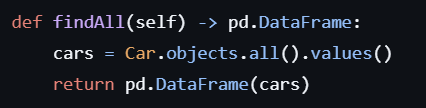 def findAll(self) -> pd.DataFrame:
    cars = Car.objects.all().values()
    return pd.DataFrame(cars)